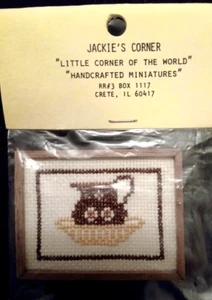 JACKIE'S CORNER
"LITTLE CORNER OF THE WORLD"
"HANDCRAFTED MINIATURES"
RR#3 BOX 1117
CRETE, IL 60417